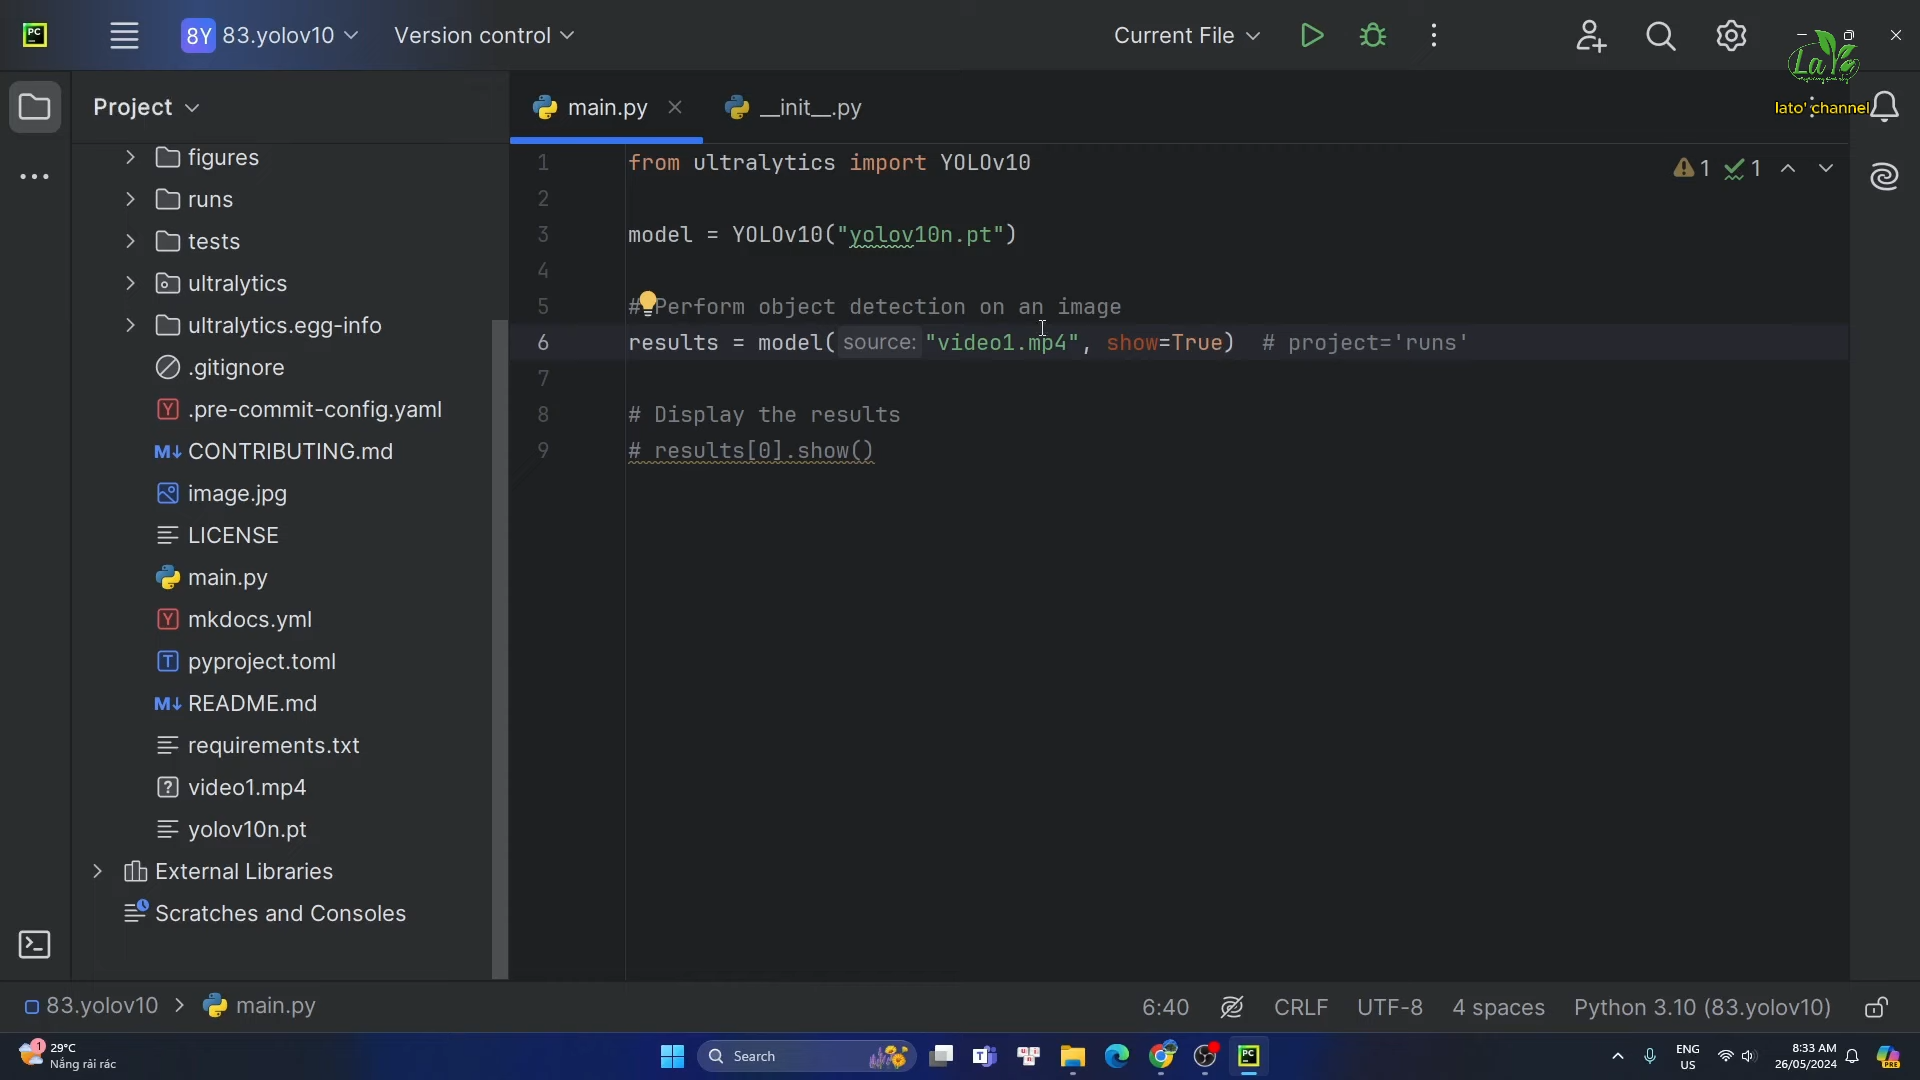 PC
8Y 83.yolov10
Version control
Current File
LaTo
lato' channel
Project
main.py
__init__.py
figures
runs
tests
ultralytics
ultralytics.egg-info
.gitignore
.pre-commit-config.yaml
M↓ CONTRIBUTING.md
image.jpg
LICENSE
main.py
mkdocs.yml
pyproject.toml
M↓ README.md
requirements.txt
video1.mp4
yolov10n.pt
External Libraries
Scratches and Consoles
1 from ultralytics import YOLOv10
2
3 model = YOLOv10("yolov10n.pt")
4
5 # Perform object detection on an image
6 results = model( source: "video1.mp4", show=True) # project='runs'
7
8 # Display the results
9 # results[0].show()
1 1
83.yolov10 > main.py
6:40 CRLF UTF-8 4 spaces Python 3.10 (83.yolov10)
1
29°C
Nắng rải rác
Search
ENG
US
8:33 AM
26/05/2024
PC
PRE